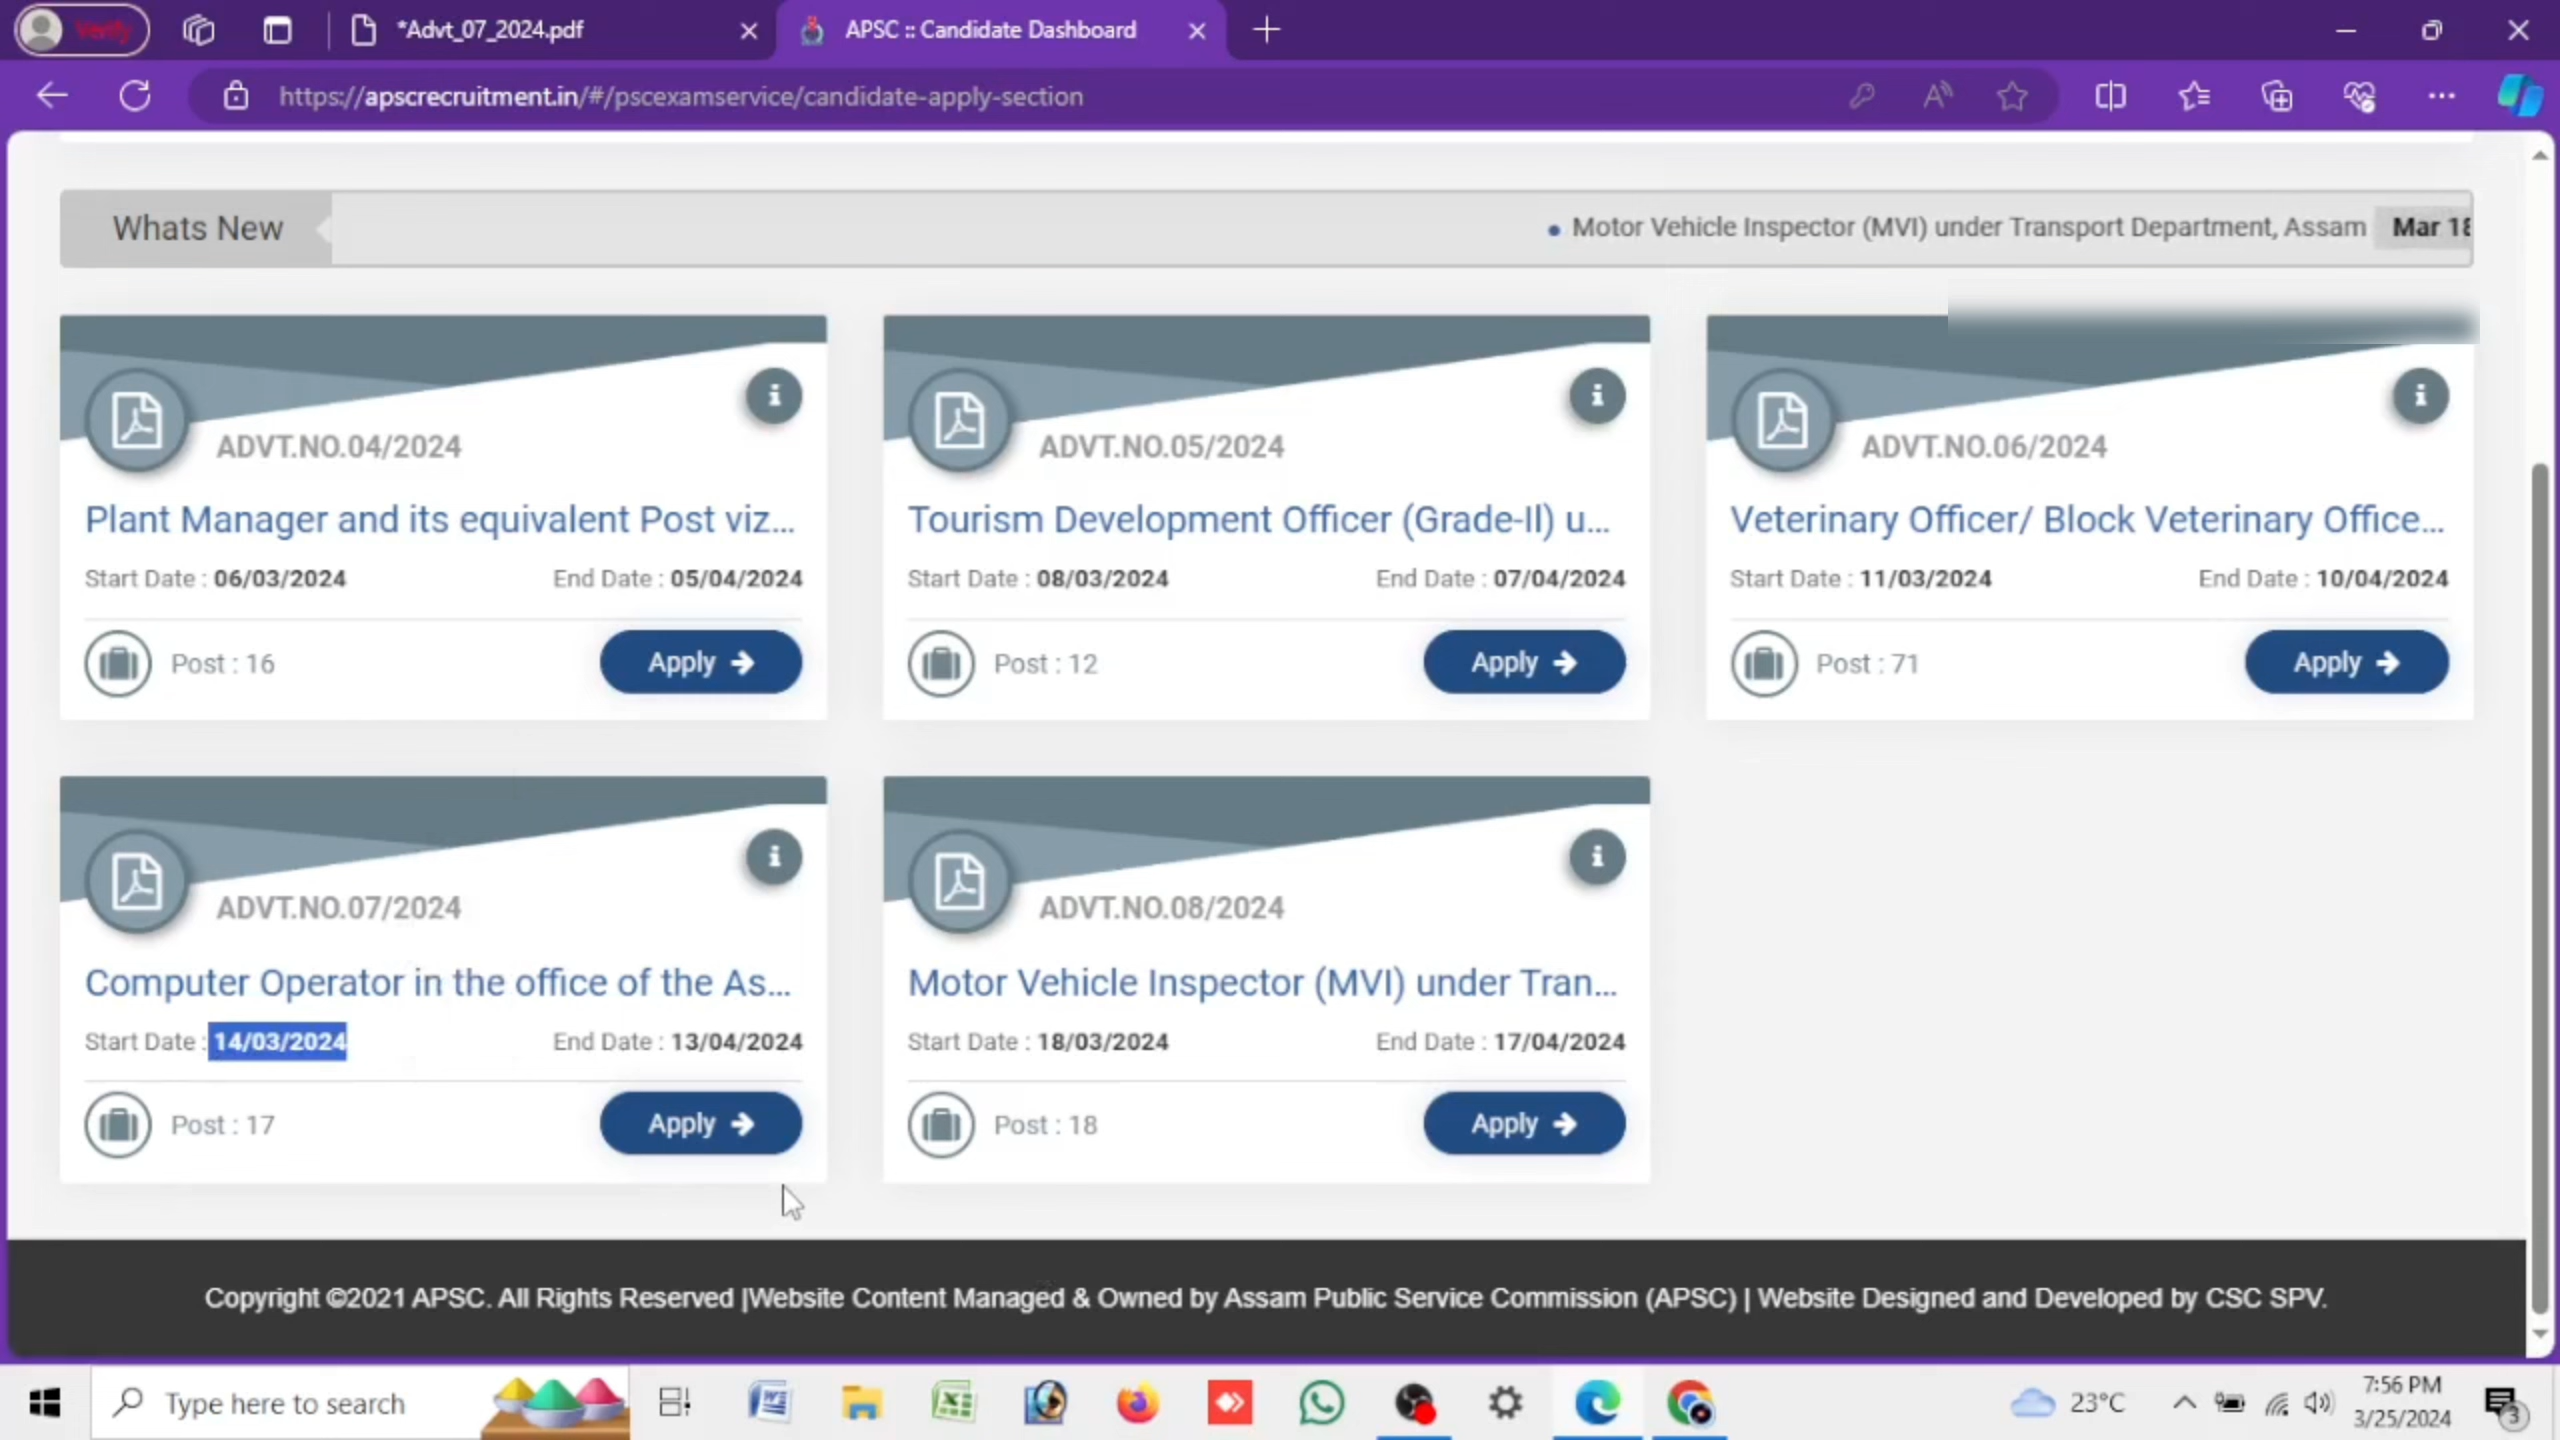 Verify
*Advt_07_2024.pdf
APSC :: Candidate Dashboard
https://apscrecruitment.in/#/pscexamservice/candidate-apply-section
Whats New
• Motor Vehicle Inspector (MVI) under Transport Department, Assam Mar 18
ADVT.NO.04/2024
Plant Manager and its equivalent Post viz...
Start Date : 06/03/2024 End Date : 05/04/2024
Post : 16 Apply
ADVT.NO.05/2024
Tourism Development Officer (Grade-II) u...
Start Date : 08/03/2024 End Date : 07/04/2024
Post : 12 Apply
ADVT.NO.06/2024
Veterinary Officer/ Block Veterinary Office...
Start Date : 11/03/2024 End Date : 10/04/2024
Post : 71 Apply
ADVT.NO.07/2024
Computer Operator in the office of the As...
Start Date : 14/03/2024 End Date : 13/04/2024
Post : 17 Apply
ADVT.NO.08/2024
Motor Vehicle Inspector (MVI) under Tran...
Start Date : 18/03/2024 End Date : 17/04/2024
Post : 18 Apply
Copyright ©2021 APSC. All Rights Reserved |Website Content Managed & Owned by Assam Public Service Commission (APSC) | Website Designed and Developed by CSC SPV.
Type here to search
23°C
7:56 PM
3/25/2024
3